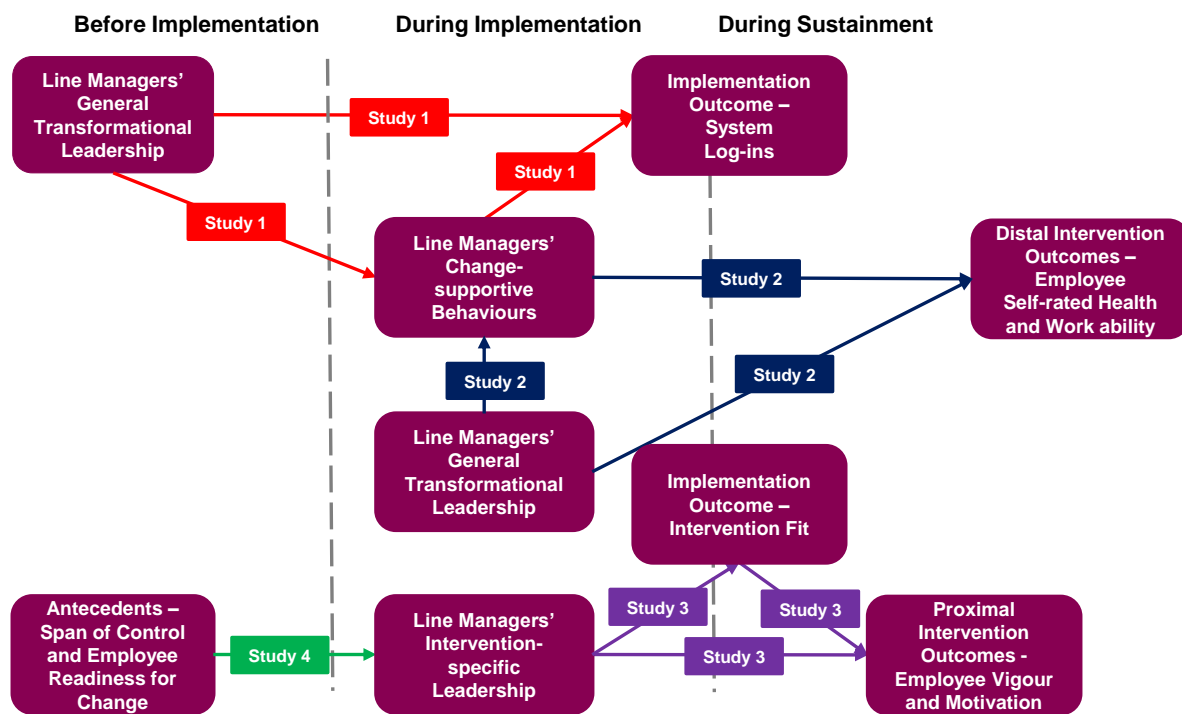 Before Implementation
During Implementation
During Sustainment
Line Managers’
General
Transformational
Leadership
Study 1
Implementation
Outcome –
System
Log-ins
Study 1
Study 1
Line Managers’
Change-
supportive
Behaviours
Study 2
Distal Intervention
Outcomes –
Employee
Self-rated Health
and Work ability
Study 2
Study 2
Line Managers’
General
Transformational
Leadership
Implementation
Outcome –
Intervention Fit
Antecedents –
Span of Control
and Employee
Readiness for
Change
Study 4
Line Managers’
Intervention-
specific
Leadership
Study 3
Study 3
Study 3
Proximal
Intervention
Outcomes -
Employee Vigour
and Motivation